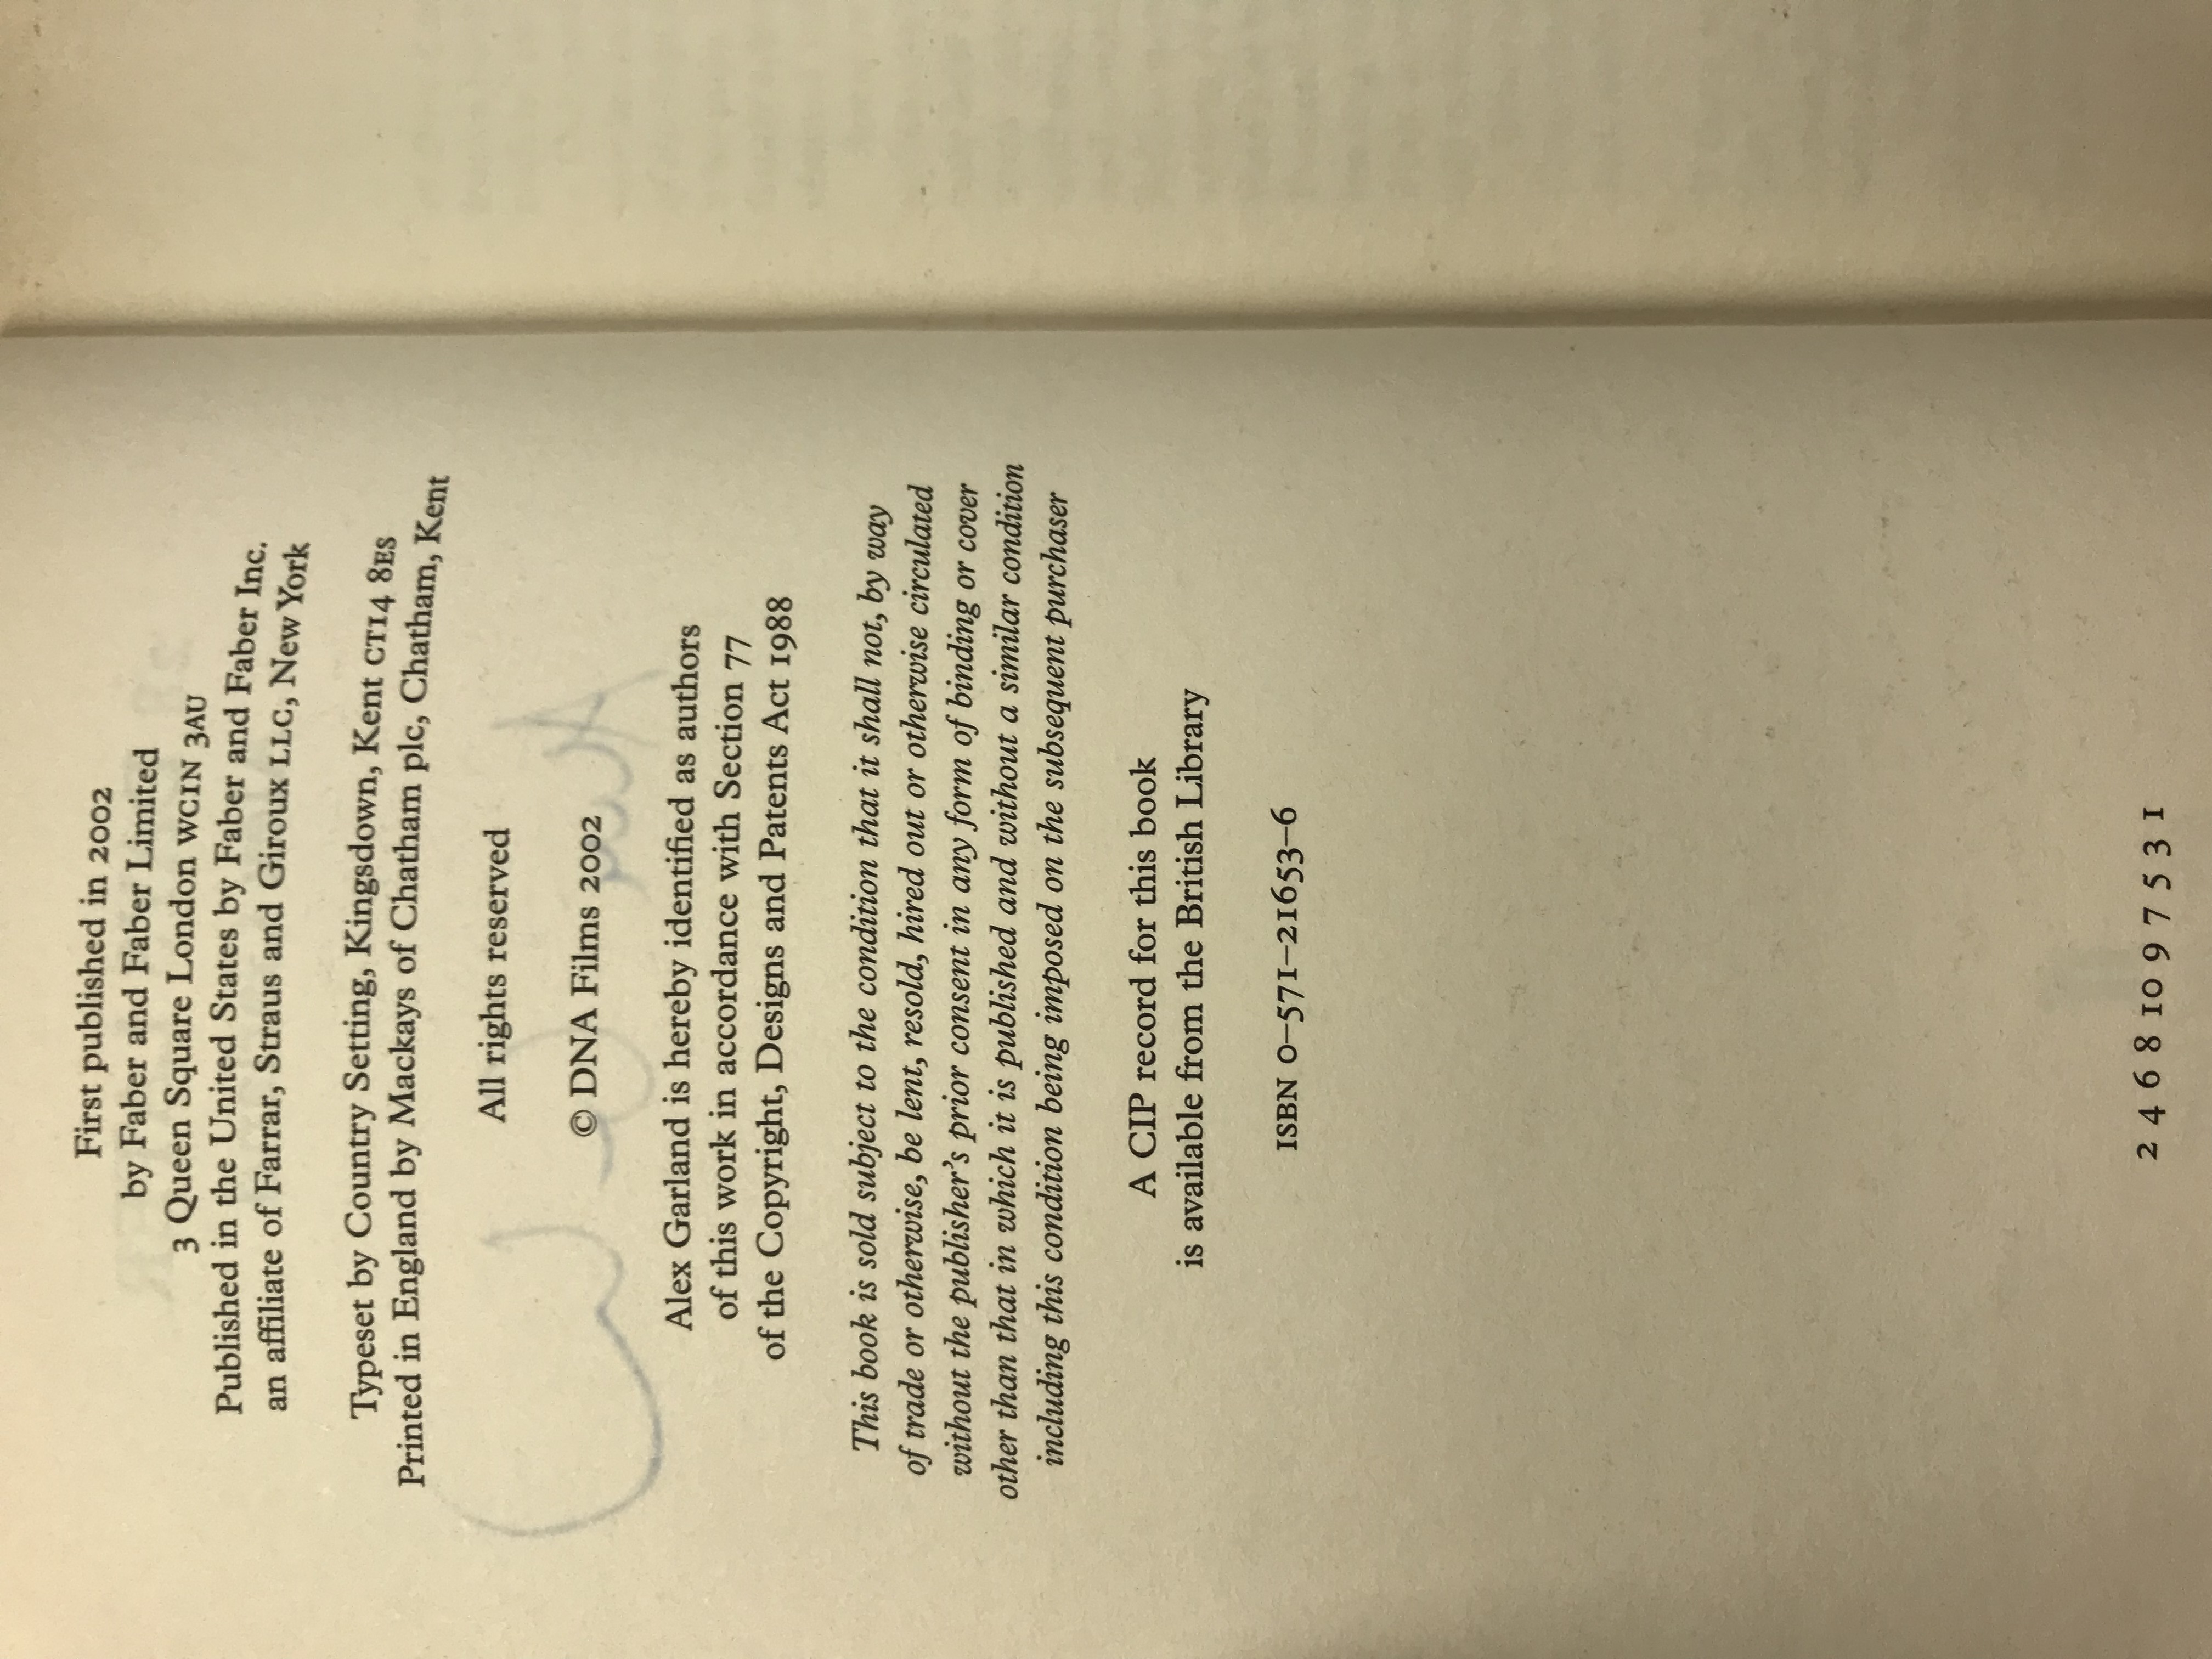 First published in 2002
by Faber and Faber Limited
3 Queen Square London WC1N 3AU
Published in the United States by Faber and Faber Inc.
an affiliate of Farrar, Straus and Giroux LLC, New York
Typeset by Country Setting, Kingsdown, Kent CT14 8ES
Printed in England by Mackays of Chatham plc, Chatham, Kent
All rights reserved
© DNA Films 2002
Alex Garland is hereby identified as authors
of this work in accordance with Section 77
of the Copyright, Designs and Patents Act 1988
This book is sold subject to the condition that it shall not, by way
of trade or otherwise, be lent, resold, hired out or otherwise circulated
without the publisher's prior consent in any form of binding or cover
other than that in which it is published and without a similar condition
including this condition being imposed on the subsequent purchaser
A CIP record for this book
is available from the British Library
ISBN 0–571–21653–6
2 4 6 8 10 9 7 5 3 1